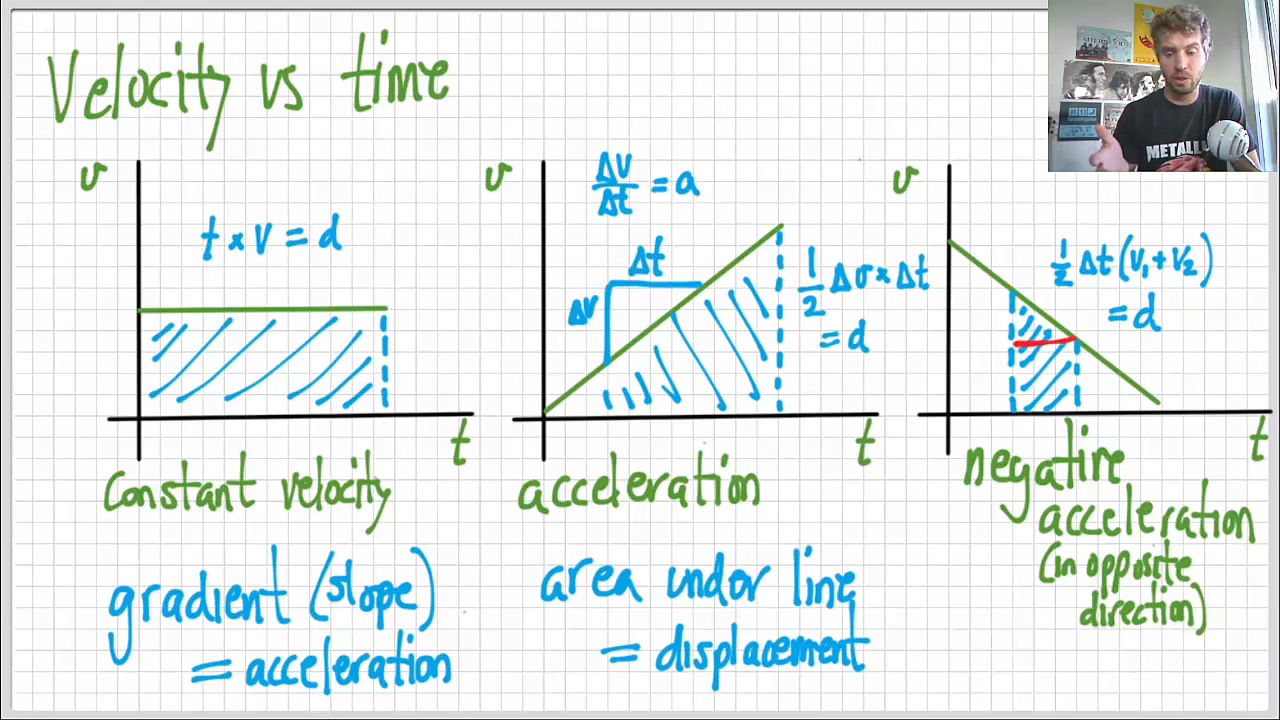 Velocity vs time
v
t × v = d
t
constant velocity
v
Δv/Δt = a
Δt
Δv
1/2 Δv × Δt
= d
t
acceleration
v
1/2 Δt (v₁ + v₂)
= d
t
negative
acceleration
(in opposite
direction)
gradient (slope)
= acceleration
area under line
= displacement
METALLI